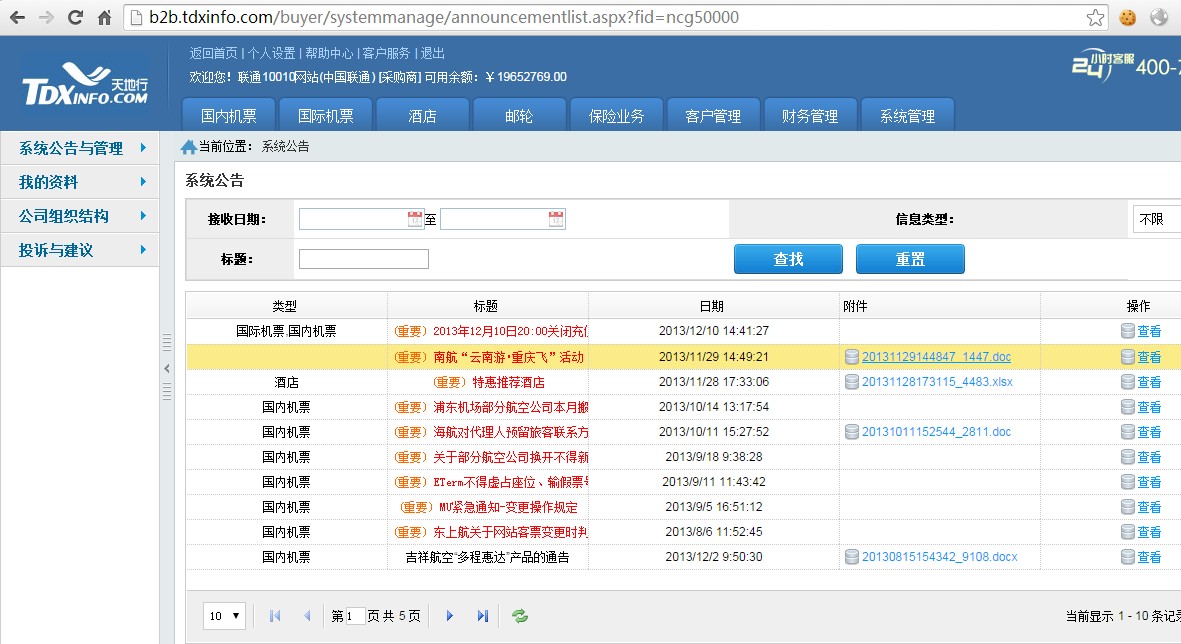 b2b.tdxinfo.com/buyer/systemmanage/announcementlist.aspx?fid=ncg50000
TDXINFO.COM 天地行
返回首页 | 个人设置 | 帮助中心 | 客户服务 | 退出
欢迎您！联通10010网站(中国联通) [采购商] 可用余额：￥19652769.00
24小时客服 400-7
国内机票 国际机票 酒店 邮轮 保险业务 客户管理 财务管理 系统管理
系统公告与管理
我的资料
公司组织结构
投诉与建议
当前位置： 系统公告
系统公告
接收日期： 至 信息类型： 不限
标题： 查找 重置
类型 标题 日期 附件 操作
国际机票,国内机票 （重要）2013年12月10日20:00关闭充值 2013/12/10 14:41:27 查看
（重要）南航“云南游·重庆飞”活动 2013/11/29 14:49:21 20131129144847_1447.doc 查看
酒店 （重要）特惠推荐酒店 2013/11/28 17:33:06 20131128173115_4483.xlsx 查看
国内机票 （重要）浦东机场部分航空公司本月搬 2013/10/14 13:17:54 查看
国内机票 （重要）海航对代理人预留旅客联系方 2013/10/11 15:27:52 20131011152544_2811.doc 查看
国内机票 （重要）关于部分航空公司换开不得新 2013/9/18 9:38:28 查看
国内机票 （重要）ETerm不得虚占座位、输假票号 2013/9/11 11:43:42 查看
国内机票 （重要）MU紧急通知-变更操作规定 2013/9/5 16:51:12 查看
国内机票 （重要）东上航关于网站客票变更时判 2013/8/6 11:52:45 查看
国内机票 吉祥航空“多程惠达”产品的通告 2013/12/2 9:50:30 20130815154342_9108.docx 查看
10 第 1 页 共 5 页 当前显示 1 - 10 条记录